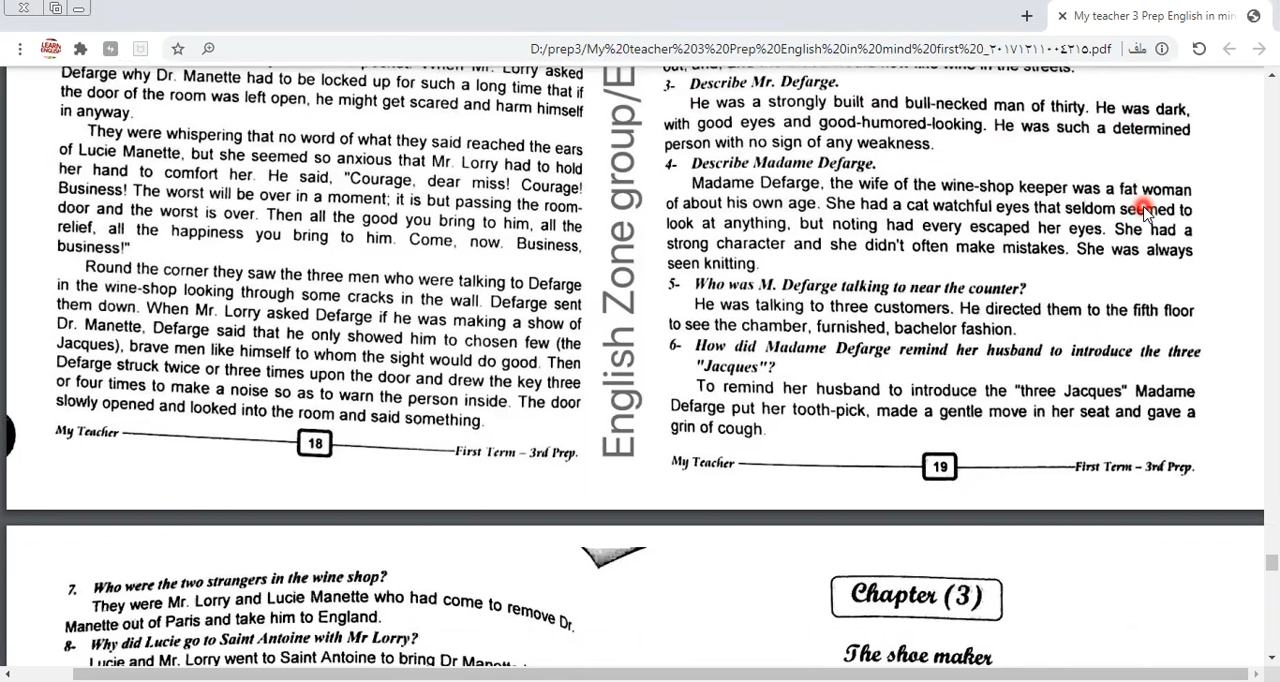 My teacher 3 Prep English in min
D:/prep3/My%20teacher%203%20Prep%20English%20in%20mind%20first%20_٢٠١٧١٢١١٠٠٤٢١٥.pdf
ملف
Defarge why Dr. Manette had to be locked up for such a long time that if
the door of the room was left open, he might get scared and harm himself
in anyway.
They were whispering that no word of what they said reached the ears
of Lucie Manette, but she seemed so anxious that Mr. Lorry had to hold
her hand to comfort her. He said, "Courage, dear miss! Courage!
Business! The worst will be over in a moment; it is but passing the room-
door and the worst is over. Then all the good you bring to him, all the
relief, all the happiness you bring to him. Come, now. Business,
business!"
Round the corner they saw the three men who were talking to Defarge
in the wine-shop looking through some cracks in the wall. Defarge sent
them down. When Mr. Lorry asked Defarge if he was making a show of
Dr. Manette, Defarge said that he only showed him to chosen few (the
Jacques), brave men like himself to whom the sight would do good. Then
Defarge struck twice or three times upon the door and drew the key three
or four times to make a noise so as to warn the person inside. The door
slowly opened and looked into the room and said something.
My Teacher
18
First Term – 3rd Prep.
English Zone group/E
3- Describe Mr. Defarge.
He was a strongly built and bull-necked man of thirty. He was dark,
with good eyes and good-humored-looking. He was such a determined
person with no sign of any weakness.
4- Describe Madame Defarge.
Madame Defarge, the wife of the wine-shop keeper was a fat woman
of about his own age. She had a cat watchful eyes that seldom seemed to
look at anything, but noting had every escaped her eyes. She had a
strong character and she didn't often make mistakes. She was always
seen knitting.
5- Who was M. Defarge talking to near the counter?
He was talking to three customers. He directed them to the fifth floor
to see the chamber, furnished, bachelor fashion.
6- How did Madame Defarge remind her husband to introduce the three
"Jacques"?
To remind her husband to introduce the "three Jacques" Madame
Defarge put her tooth-pick, made a gentle move in her seat and gave a
grin of cough.
My Teacher
19
First Term – 3rd Prep.
7. Who were the two strangers in the wine shop?
They were Mr. Lorry and Lucie Manette who had come to remove Dr.
Manette out of Paris and take him to England.
8- Why did Lucie go to Saint Antoine with Mr Lorry?
Lucie and Mr. Lorry went to Saint Antoine to bring Dr
Chapter (3)
The shoe maker